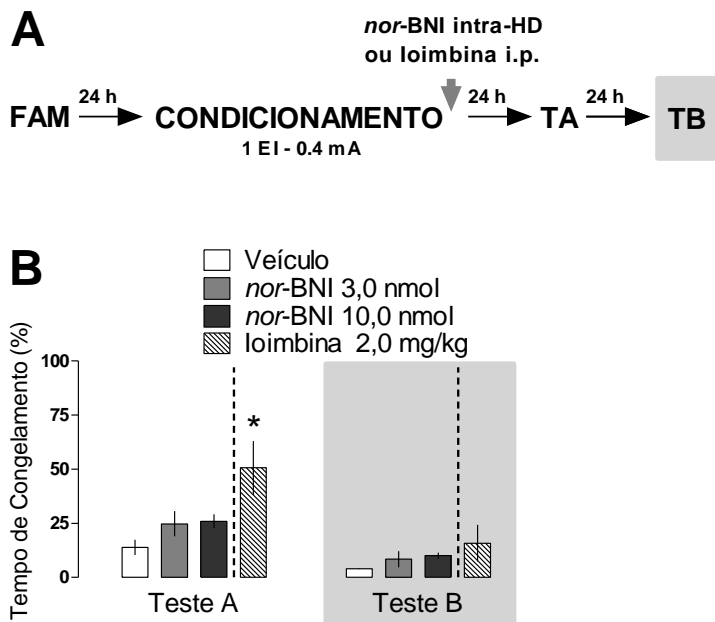 A
nor-BNI intra-HD
ou Ioimbina i.p.
FAM 24 h CONDICIONAMENTO 24 h TA 24 h TB
1 EI - 0.4 mA
B
Veículo
nor-BNI 3,0 nmol
nor-BNI 10,0 nmol
Ioimbina 2,0 mg/kg
Tempo de Congelamento (%)
100
75
50
25
0
*
Teste A
Teste B